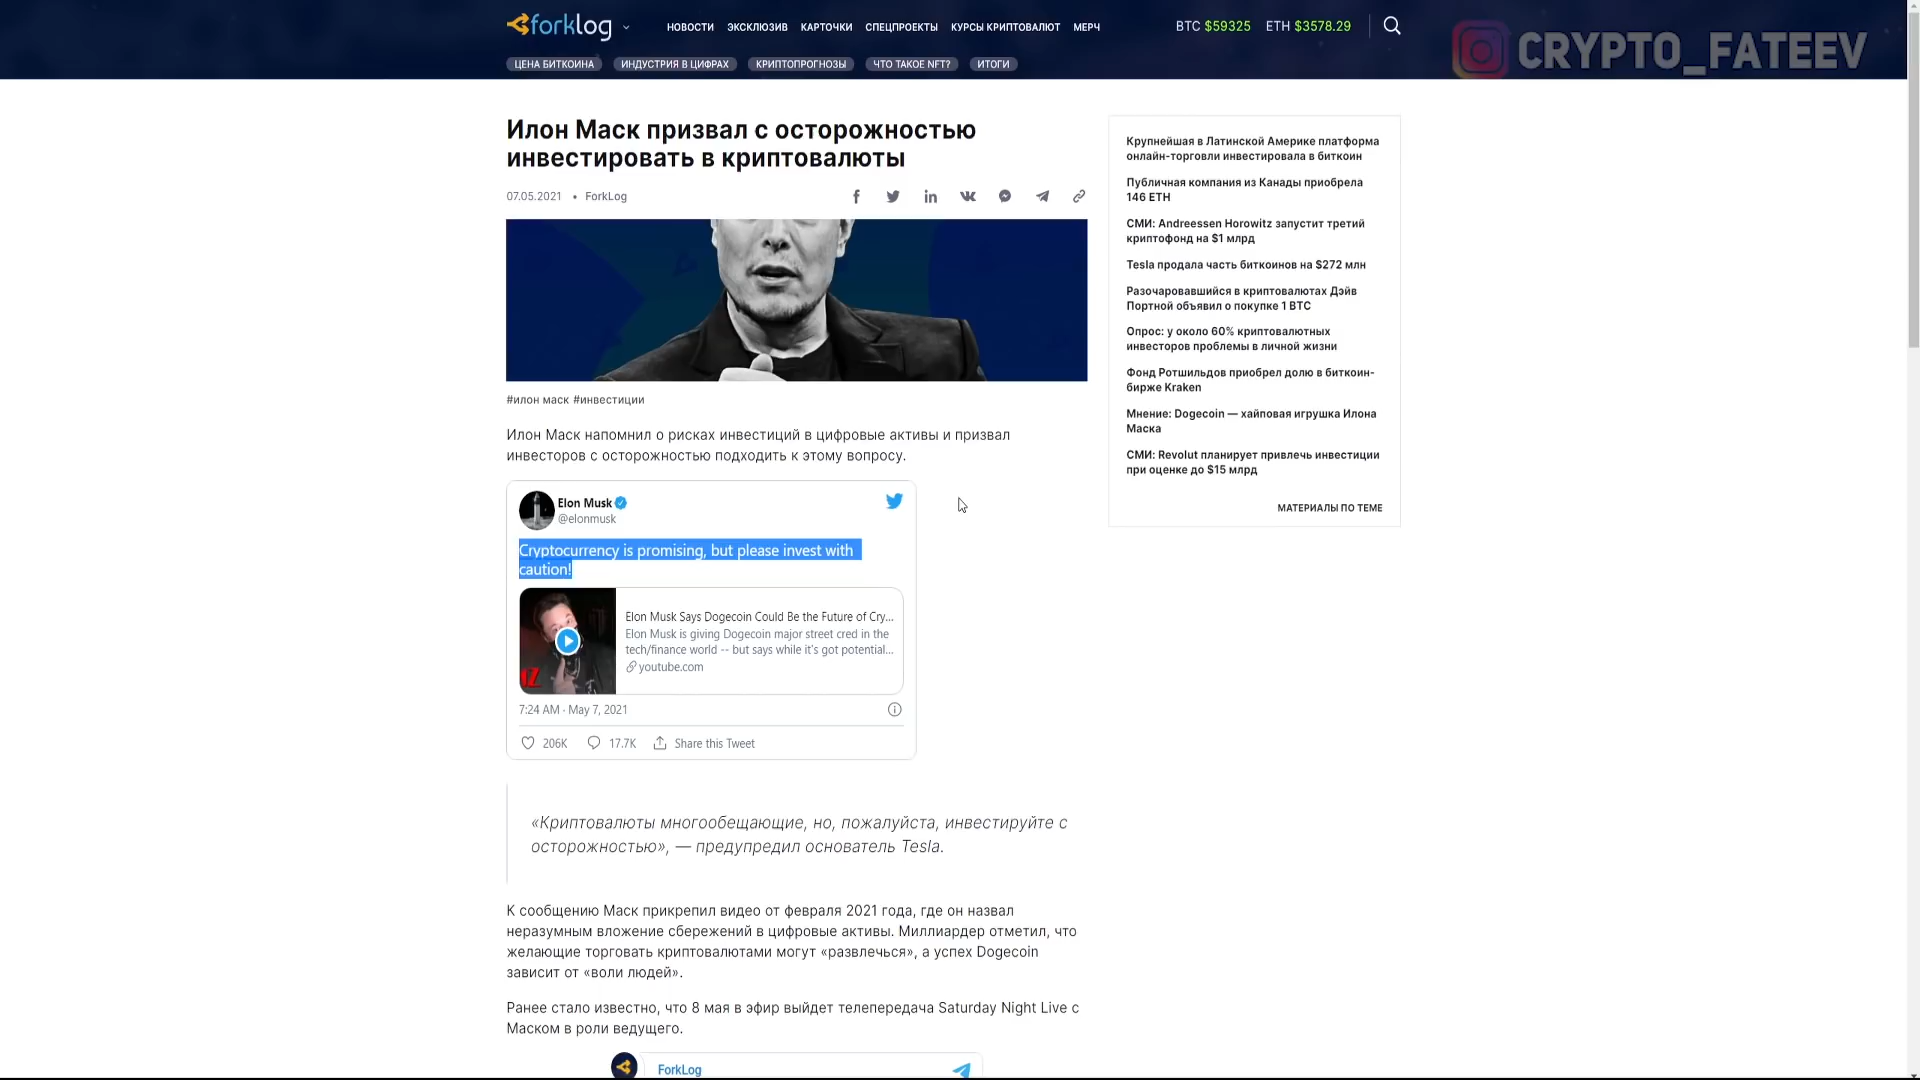 forklog
НОВОСТИ ЭКСКЛЮЗИВ КАРТОЧКИ СПЕЦПРОЕКТЫ КУРСЫ КРИПТОВАЛЮТ МЕРЧ
BTC $59325 ETH $3578.29
CRYPTO_FATEEV
ЦЕНА БИТКОИНА ИНДУСТРИЯ В ЦИФРАХ КРИПТОПРОГНОЗЫ ЧТО ТАКОЕ NFT? ИТОГИ
Илон Маск призвал с осторожностью
инвестировать в криптовалюты
07.05.2021 • ForkLog
#илон маск #инвестиции
Илон Маск напомнил о рисках инвестиций в цифровые активы и призвал
инвесторов с осторожностью подходить к этому вопросу.
Elon Musk
@elonmusk
Cryptocurrency is promising, but please invest with
caution!
Elon Musk Says Dogecoin Could Be the Future of Cry...
Elon Musk is giving Dogecoin major street cred in the
tech/finance world -- but says while it's got potential...
youtube.com
7:24 AM · May 7, 2021
206K 17.7K Share this Tweet
«Криптовалюты многообещающие, но, пожалуйста, инвестируйте с
осторожностью», — предупредил основатель Tesla.
К сообщению Маск прикрепил видео от февраля 2021 года, где он назвал
неразумным вложение сбережений в цифровые активы. Миллиардер отметил, что
желающие торговать криптовалютами могут «развлечься», а успех Dogecoin
зависит от «воли людей».
Ранее стало известно, что 8 мая в эфир выйдет телепередача Saturday Night Live с
Маском в роли ведущего.
ForkLog
Крупнейшая в Латинской Америке платформа
онлайн-торговли инвестировала в биткоин
Публичная компания из Канады приобрела
146 ETH
СМИ: Andreessen Horowitz запустит третий
криптофонд на $1 млрд
Tesla продала часть биткоинов на $272 млн
Разочаровавшийся в криптовалютах Дэйв
Портной объявил о покупке 1 BTC
Опрос: у около 60% криптовалютных
инвесторов проблемы в личной жизни
Фонд Ротшильдов приобрел долю в биткоин-
бирже Kraken
Мнение: Dogecoin — хайповая игрушка Илона
Маска
СМИ: Revolut планирует привлечь инвестиции
при оценке до $15 млрд
МАТЕРИАЛЫ ПО ТЕМЕ